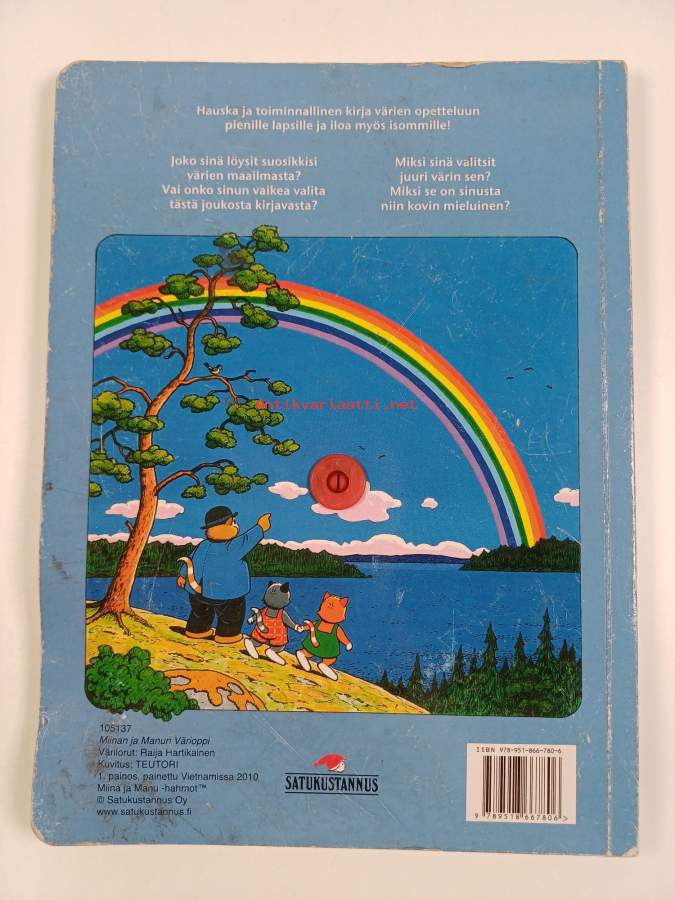 Hauska ja toiminnallinen kirja värien opetteluun
pienille lapsille ja iloa myös isommille!
Joko sinä löysit suosikkisi
värien maailmasta?
Vai onko sinun vaikea valita
tästä joukosta kirjavasta?
Miksi sinä valitsit
juuri värin sen?
Miksi se on sinusta
niin kovin mieluinen?
Antikvariaatti.net
105137
Miinan ja Manun Värioppi
Värilorut: Raija Hartikainen
Kuvitus: TEUTORI
1. painos, painettu Vietnamissa 2010
Miina ja Manu -hahmot™
© Satukustannus Oy
www.satukustannus.fi
SATUKUSTANNUS
ISBN 978-951-866-780-6
9 789518 667806 >